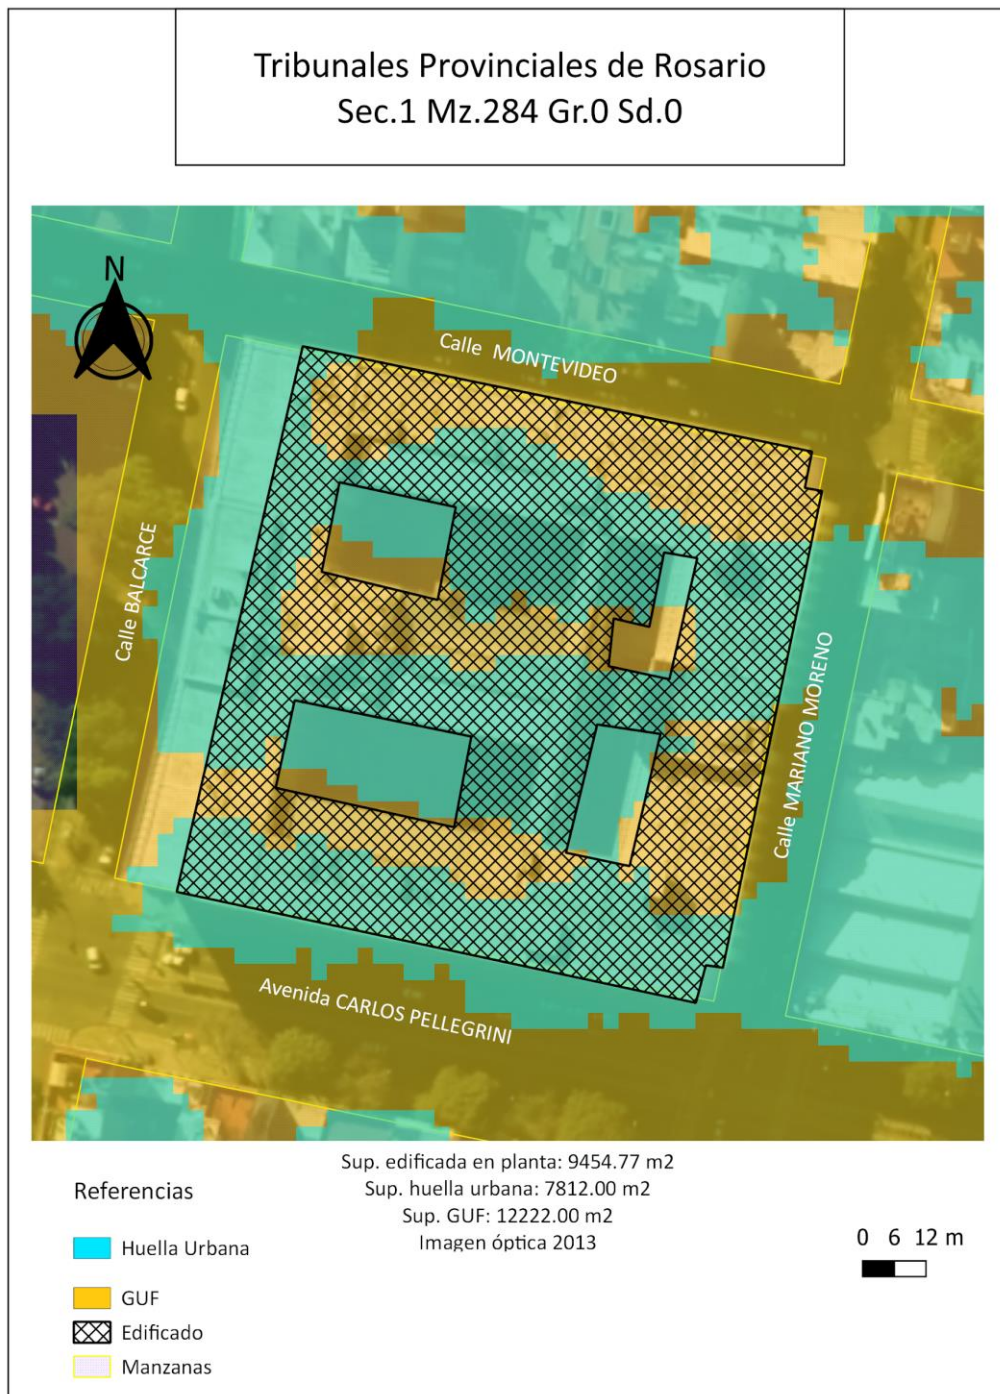 Tribunales Provinciales de Rosario
Sec.1 Mz.284 Gr.0 Sd.0
N
Calle MONTEVIDEO
Calle BALCARCE
Calle MARIANO MORENO
Avenida CARLOS PELLEGRINI
Sup. edificada en planta: 9454.77 m2
Sup. huella urbana: 7812.00 m2
Sup. GUF: 12222.00 m2
Imagen óptica 2013
Referencias
Huella Urbana
GUF
Edificado
Manzanas
0 6 12 m